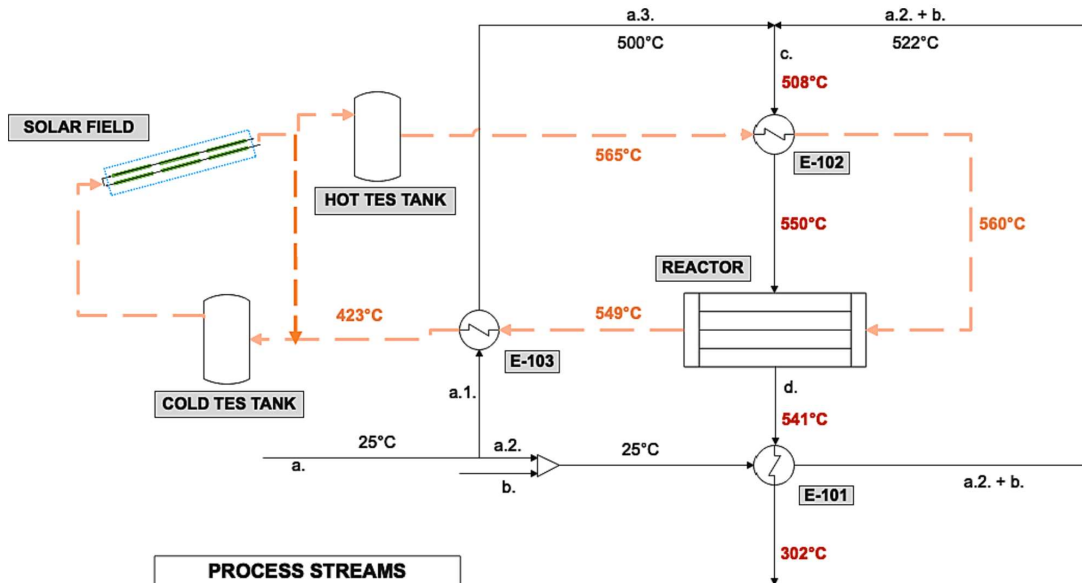 a.3.
a.2. + b.
500°C
522°C
c.
508°C
SOLAR FIELD
565°C
E-102
HOT TES TANK
550°C
560°C
REACTOR
423°C
549°C
E-103
d.
COLD TES TANK
a.1.
541°C
25°C
a.2.
25°C
a.
b.
E-101
a.2. + b.
PROCESS STREAMS
302°C